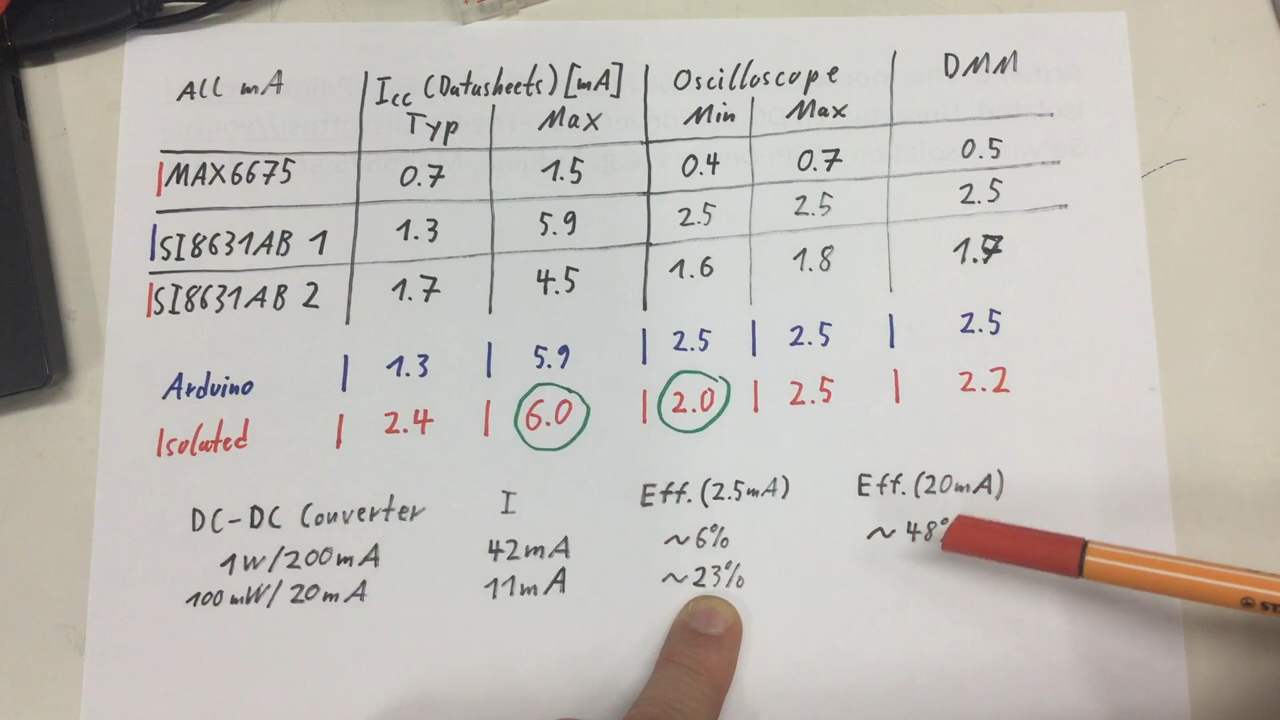 ALL mA | Icc (Datasheets) [mA] | Oscilloscope | DMM
Typ | Max | Min | Max
MAX6675 | 0.7 | 1.5 | 0.4 | 0.7 | 0.5
SI8631AB 1 | 1.3 | 5.9 | 2.5 | 2.5 | 2.5
SI8631AB 2 | 1.7 | 4.5 | 1.6 | 1.8 | 1.7
Arduino | 1.3 | 5.9 | 2.5 | 2.5 | 2.5
Isolated | 2.4 | 6.0 | 2.0 | 2.5 | 2.2
DC-DC Converter I Eff. (2.5mA) Eff. (20mA)
1W/200mA 42mA ~6% ~48%
100mW/20mA 11mA ~23%